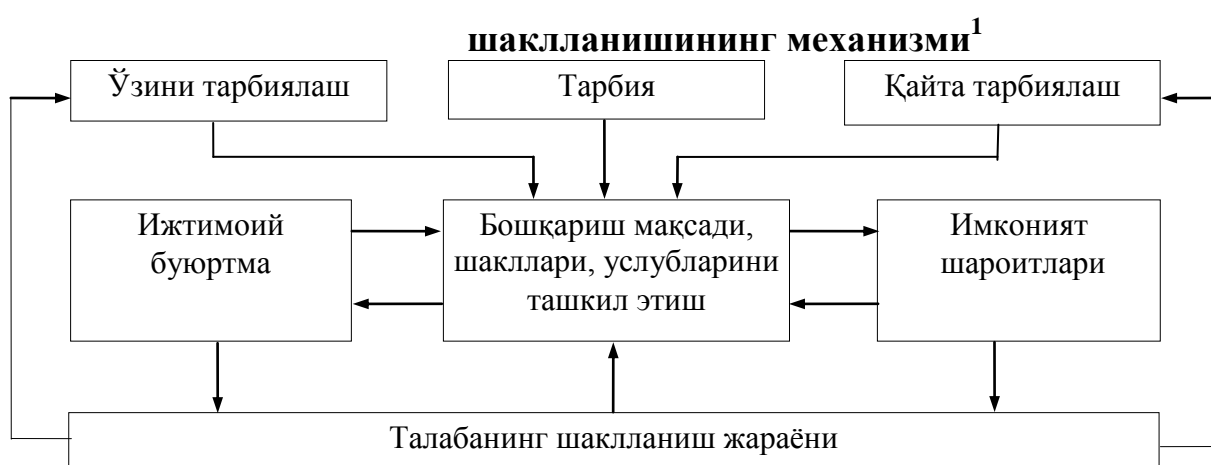 шаклланишининг механизми1
Ўзини тарбиялаш
Тарбия
Қайта тарбиялаш
Ижтимоий
буюртма
Бошқариш мақсади,
шакллари, услубларини
ташкил этиш
Имконият
шароитлари
Талабанинг шаклланиш жараёни